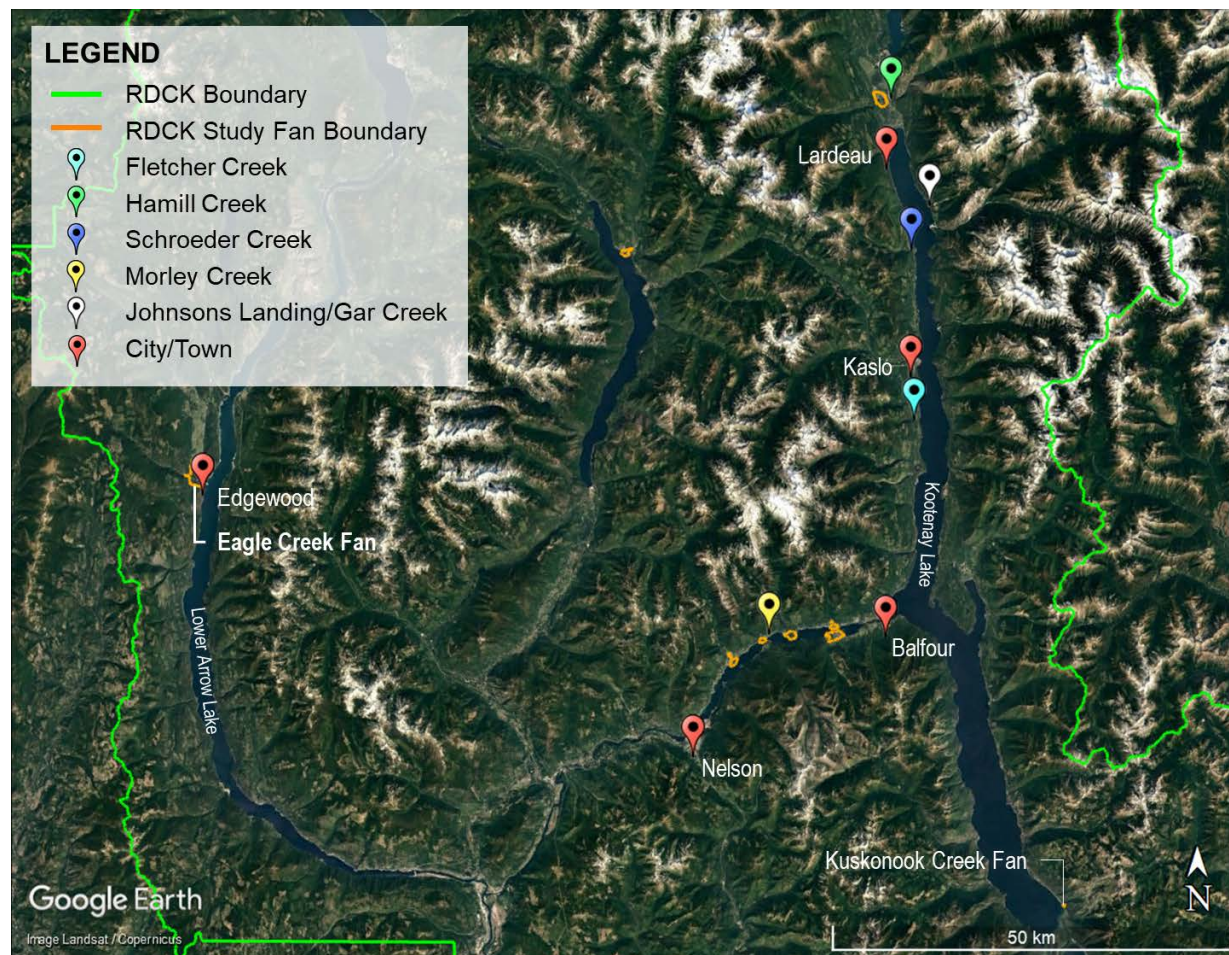 LEGEND
RDCK Boundary
RDCK Study Fan Boundary
Fletcher Creek
Hamill Creek
Schroeder Creek
Morley Creek
Johnsons Landing/Gar Creek
City/Town
Lardeau
Kaslo
Edgewood
Eagle Creek Fan
Kootenay Lake
Lower Arrow Lake
Balfour
Nelson
Kuskonook Creek Fan
N
50 km
Google Earth
Image Landsat / Copernicus